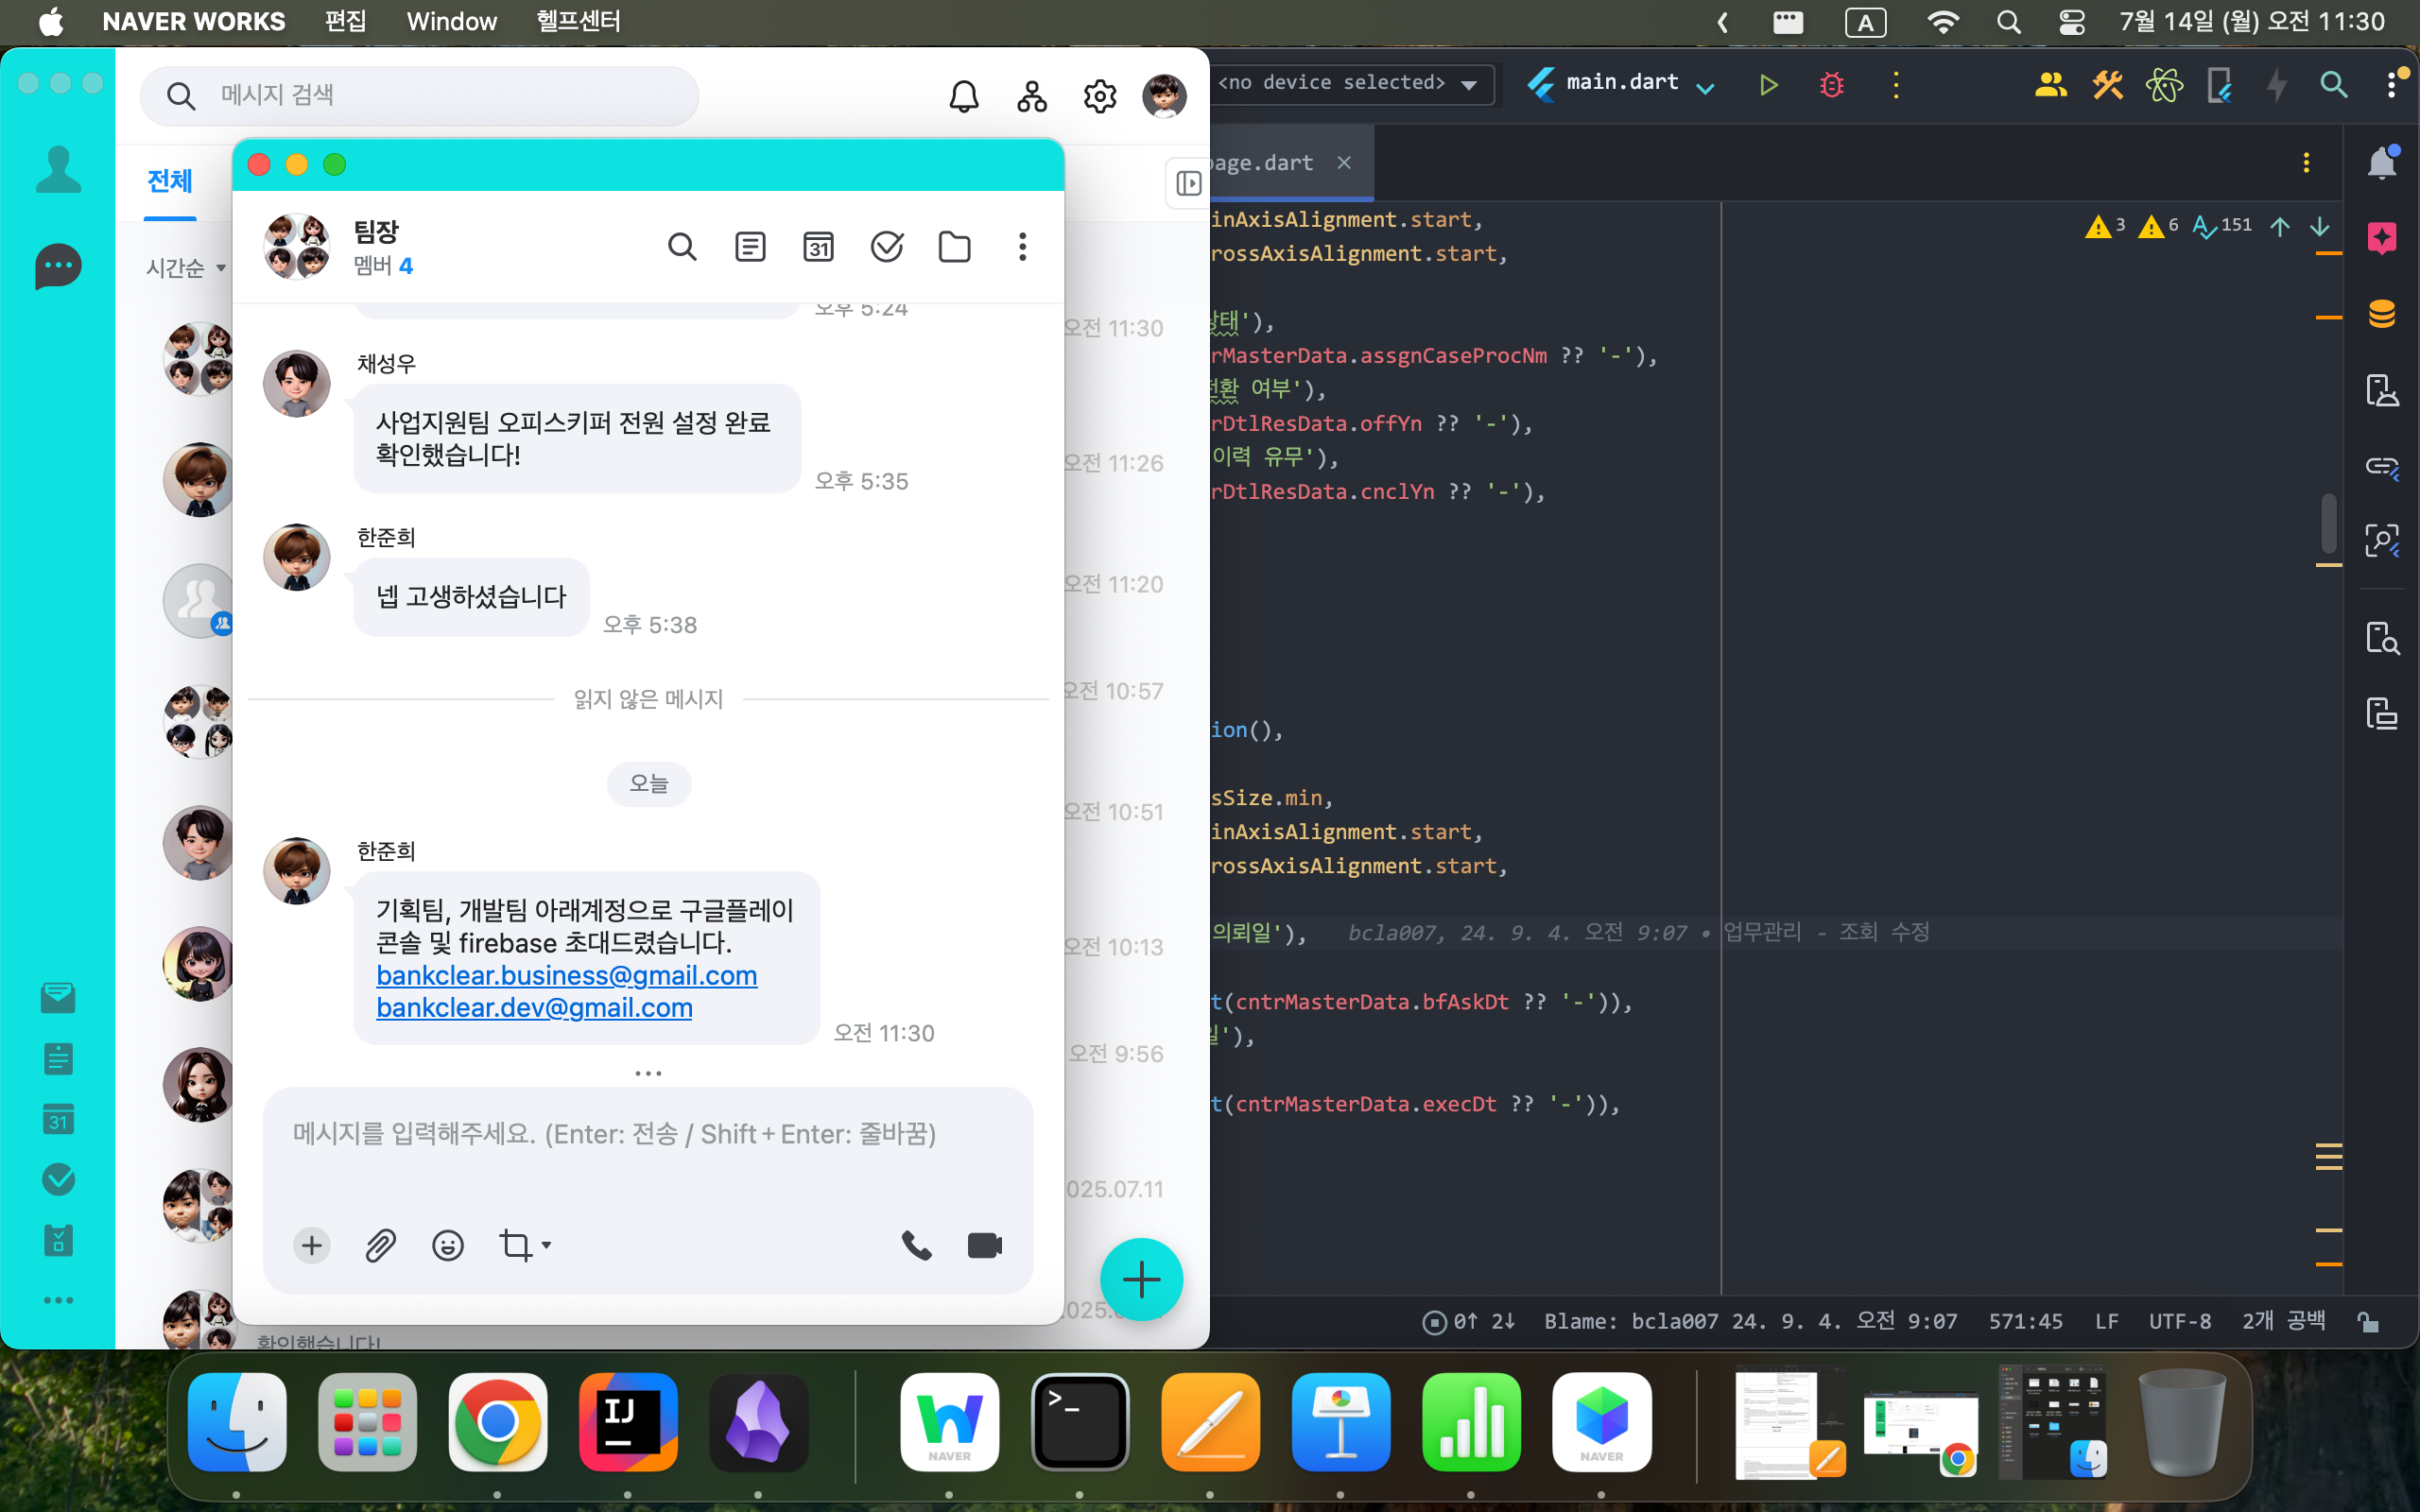 NAVER WORKS 편집 Window 헬프센터
A 7월 14일 (월) 오전 11:30
메시지 검색
전체
시간순
오전 11:30
오전 11:26
오전 11:20
오전 10:57
오전 10:51
오전 10:13
오전 9:56
025.07.11
확인했습니다!
31
팀장
멤버 4
31
오후 5:24
채성우
사업지원팀 오피스키퍼 전원 설정 완료
확인했습니다!
오후 5:35
한준희
넵 고생하셨습니다
오후 5:38
읽지 않은 메시지
오늘
한준희
기획팀, 개발팀 아래계정으로 구글플레이
콘솔 및 firebase 초대드렸습니다.
bankclear.business@gmail.com
bankclear.dev@gmail.com
오전 11:30
메시지를 입력해주세요. (Enter: 전송 / Shift+Enter: 줄바꿈)
<no device selected> main.dart
page.dart
3 6 151
inAxisAlignment.start,
rossAxisAlignment.start,
상태'),
rMasterData.assgnCaseProcNm ?? '-'),
전환 여부'),
rDtlResData.offYn ?? '-'),
이력 유무'),
rDtlResData.cnclYn ?? '-'),
ion(),
sSize.min,
inAxisAlignment.start,
rossAxisAlignment.start,
의뢰일'), bcla007, 24. 9. 4. 오전 9:07 • 업무관리 - 조회 수정
t(cntrMasterData.bfAskDt ?? '-')),
일'),
t(cntrMasterData.execDt ?? '-')),
0↑ 2↓ Blame: bcla007 24. 9. 4. 오전 9:07 571:45 LF UTF-8 2개 공백
IJ
NAVER
>_
NAVER